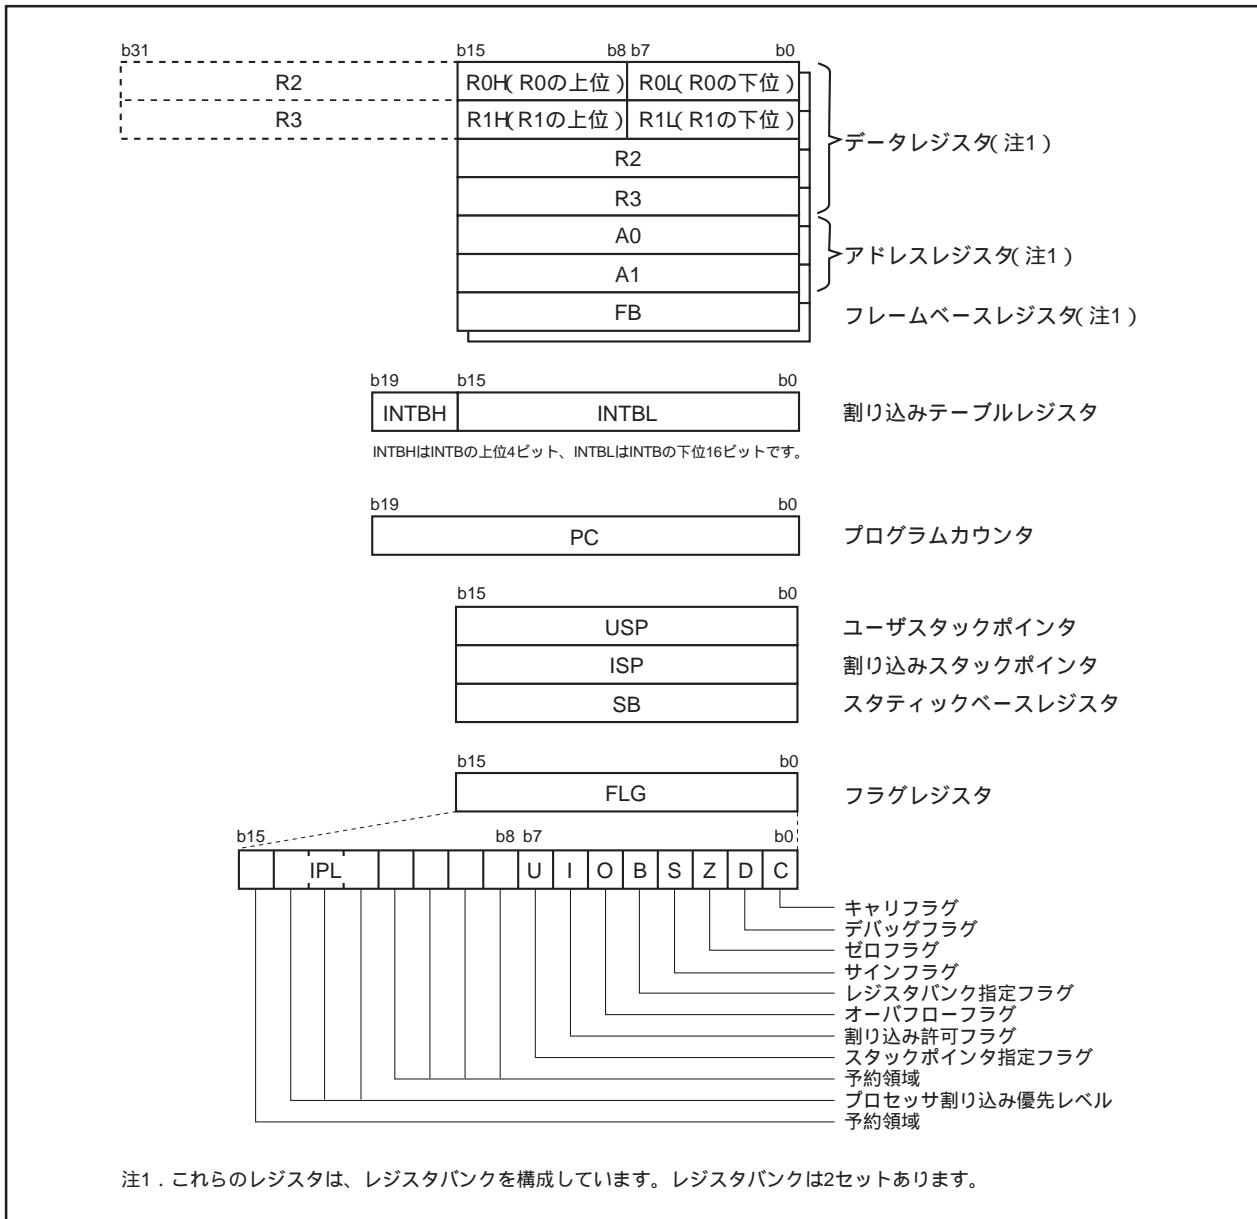 b31 b15 b8 b7 b0
R2 R0H(R0の上位) R0L(R0の下位)
R3 R1H(R1の上位) R1L(R1の下位)
データレジスタ(注1)
R2
R3
A0
アドレスレジスタ(注1)
A1
FB フレームベースレジスタ(注1)
b19 b15 b0
INTBH INTBL 割り込みテーブルレジスタ
INTBHはINTBの上位4ビット、INTBLはINTBの下位16ビットです。
b19 b0
PC プログラムカウンタ
b15 b0
USP ユーザスタックポインタ
ISP 割り込みスタックポインタ
SB スタティックベースレジスタ
b15 b0
FLG フラグレジスタ
b15 b8 b7 b0
IPL U I O B S Z D C
キャリフラグ
デバッグフラグ
ゼロフラグ
サインフラグ
レジスタバンク指定フラグ
オーバフローフラグ
割り込み許可フラグ
スタックポインタ指定フラグ
予約領域
プロセッサ割り込み優先レベル
予約領域
注1．これらのレジスタは、レジスタバンクを構成しています。レジスタバンクは2セットあります。